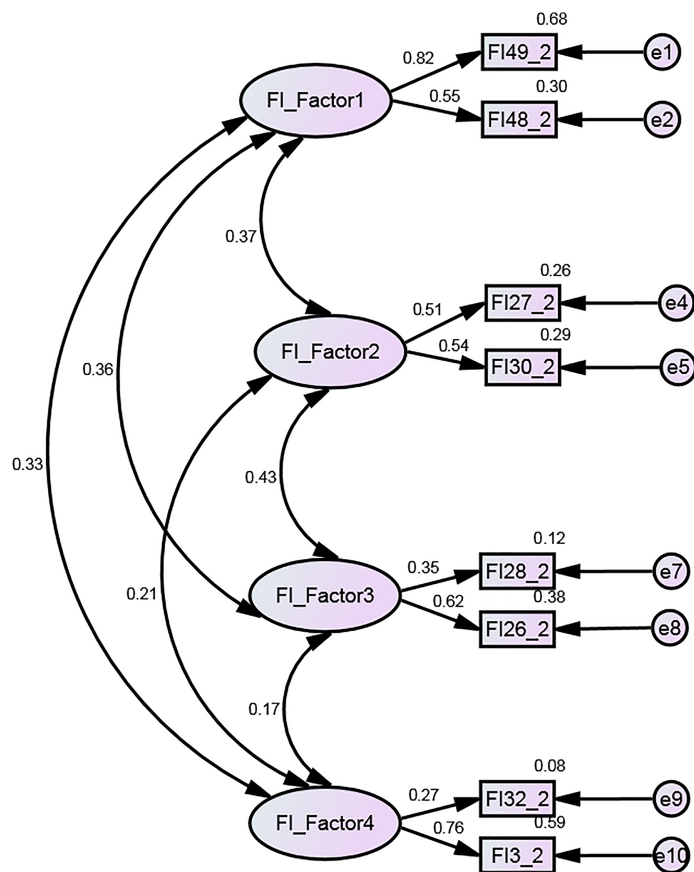 0.68
0.82
FI49_2
e1
FI_Factor1
0.30
0.55
FI48_2
e2
0.37
0.26
0.51
FI27_2
e4
FI_Factor2
0.29
0.54
FI30_2
e5
0.36
0.33
0.43
0.12
0.35
FI28_2
e7
FI_Factor3
0.38
0.62
FI26_2
e8
0.21
0.17
0.08
0.27
FI32_2
e9
FI_Factor4
0.59
0.76
FI3_2
e10